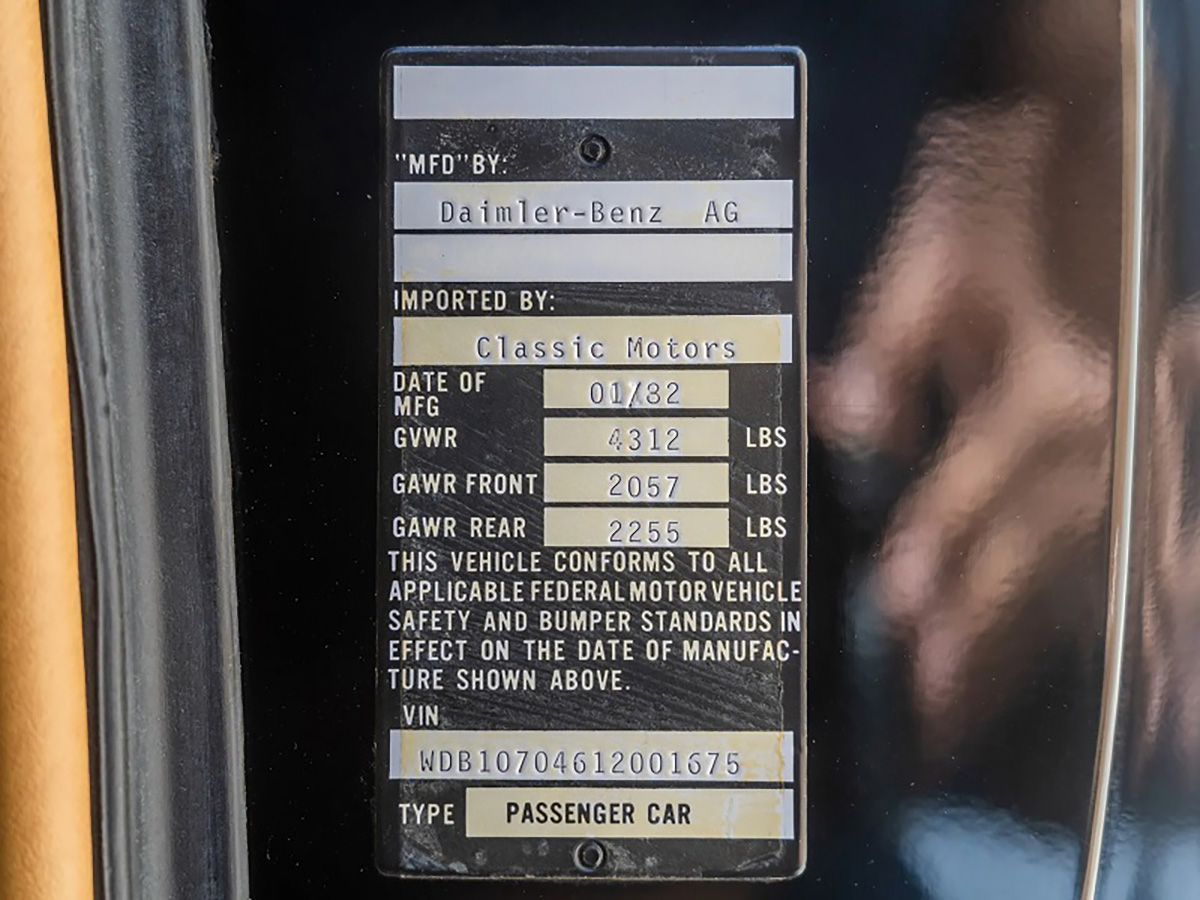 "MFD" BY:
Daimler-Benz AG
IMPORTED BY:
Classic Motors
DATE OF MFG 01/82
GVWR 4312 LBS
GAWR FRONT 2057 LBS
GAWR REAR 2255 LBS
THIS VEHICLE CONFORMS TO ALL
APPLICABLE FEDERAL MOTOR VEHICLE
SAFETY AND BUMPER STANDARDS IN
EFFECT ON THE DATE OF MANUFAC-
TURE SHOWN ABOVE.
VIN
WDB10704612001675
TYPE PASSENGER CAR